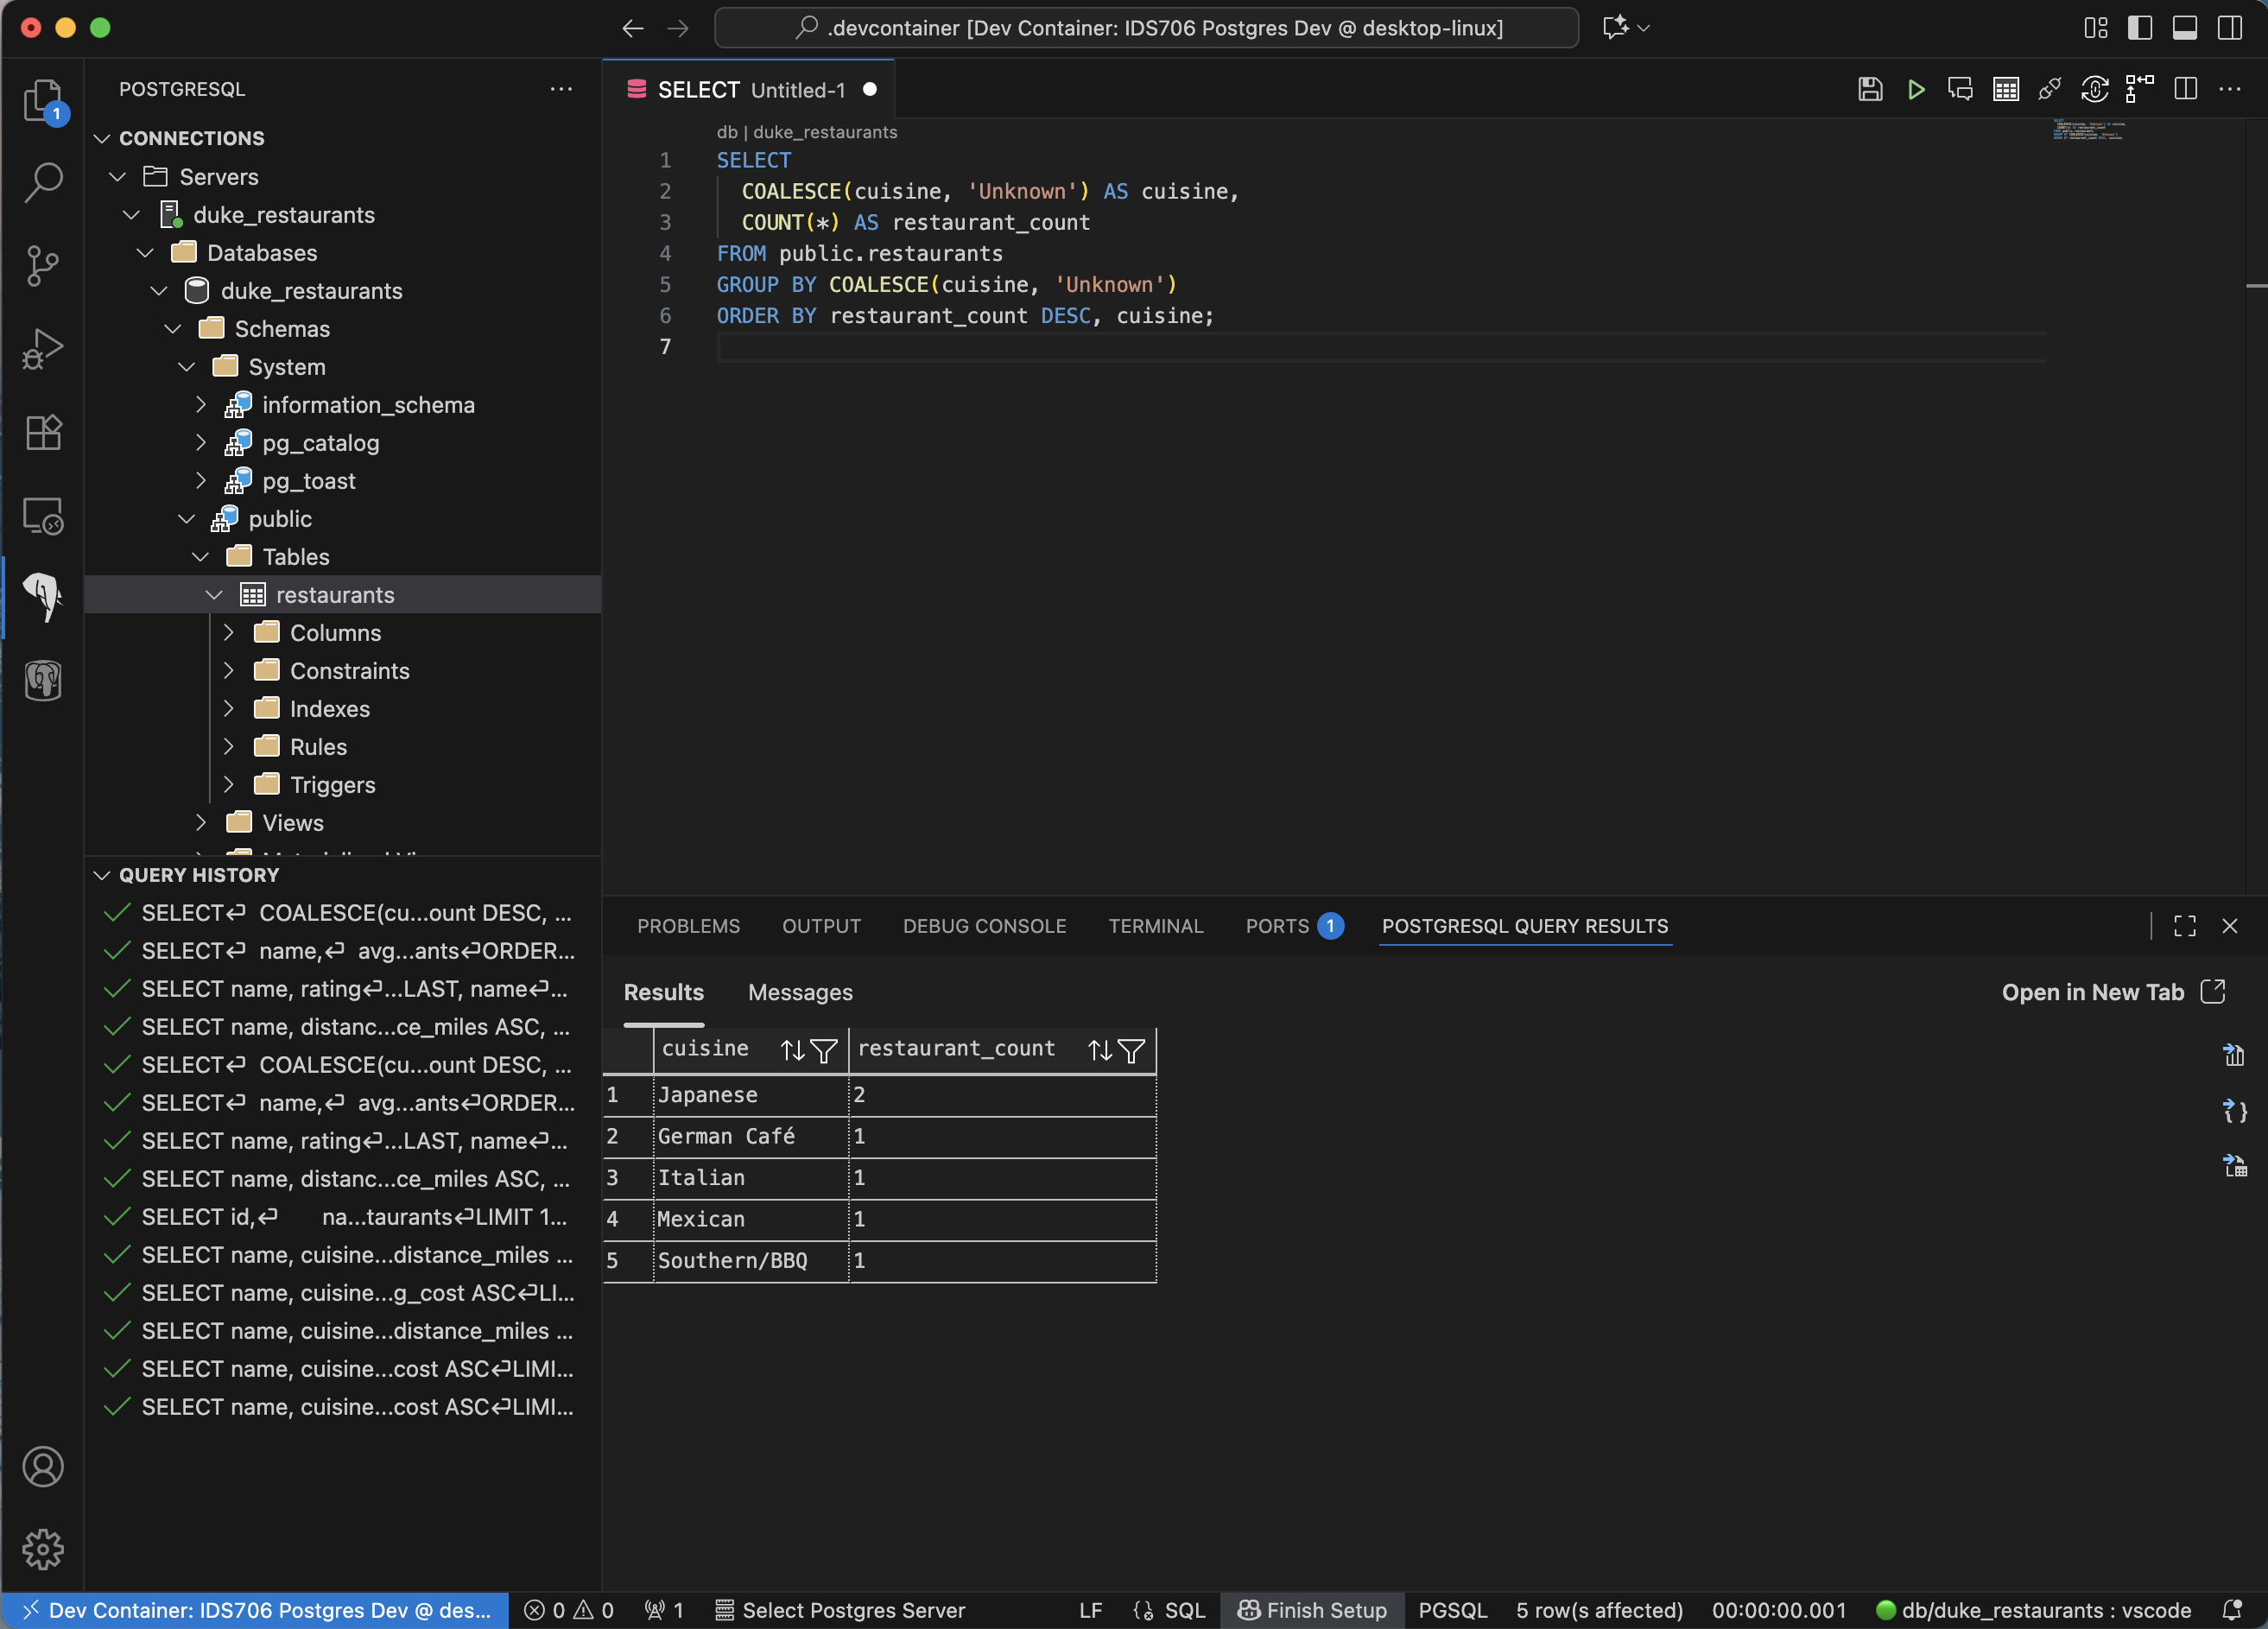 .devcontainer [Dev Container: IDS706 Postgres Dev @ desktop-linux]
1
POSTGRESQL
CONNECTIONS
Servers
duke_restaurants
Databases
duke_restaurants
Schemas
System
information_schema
pg_catalog
pg_toast
public
Tables
restaurants
Columns
Constraints
Indexes
Rules
Triggers
Views
QUERY HISTORY
SELECT⏎ COALESCE(cu...ount DESC, ...
SELECT⏎ name,⏎ avg...ants⏎ORDER...
SELECT name, rating⏎...LAST, name⏎...
SELECT name, distanc...ce_miles ASC, ...
SELECT⏎ COALESCE(cu...ount DESC, ...
SELECT⏎ name,⏎ avg...ants⏎ORDER...
SELECT name, rating⏎...LAST, name⏎...
SELECT name, distanc...ce_miles ASC, ...
SELECT id,⏎ na...taurants⏎LIMIT 1...
SELECT name, cuisine...distance_miles ...
SELECT name, cuisine...g_cost ASC⏎LI...
SELECT name, cuisine...distance_miles ...
SELECT name, cuisine...cost ASC⏎LIMI...
SELECT name, cuisine...cost ASC⏎LIMI...
SELECT Untitled-1
db | duke_restaurants
1 SELECT
2 COALESCE(cuisine, 'Unknown') AS cuisine,
3 COUNT(*) AS restaurant_count
4 FROM public.restaurants
5 GROUP BY COALESCE(cuisine, 'Unknown')
6 ORDER BY restaurant_count DESC, cuisine;
7
PROBLEMS OUTPUT DEBUG CONSOLE TERMINAL PORTS 1 POSTGRESQL QUERY RESULTS
Results Messages Open in New Tab
cuisine restaurant_count
1 Japanese 2
2 German Café 1
3 Italian 1
4 Mexican 1
5 Southern/BBQ 1
Dev Container: IDS706 Postgres Dev @ des... 0 0 1 Select Postgres Server LF SQL Finish Setup PGSQL 5 row(s affected) 00:00:00.001 db/duke_restaurants : vscode